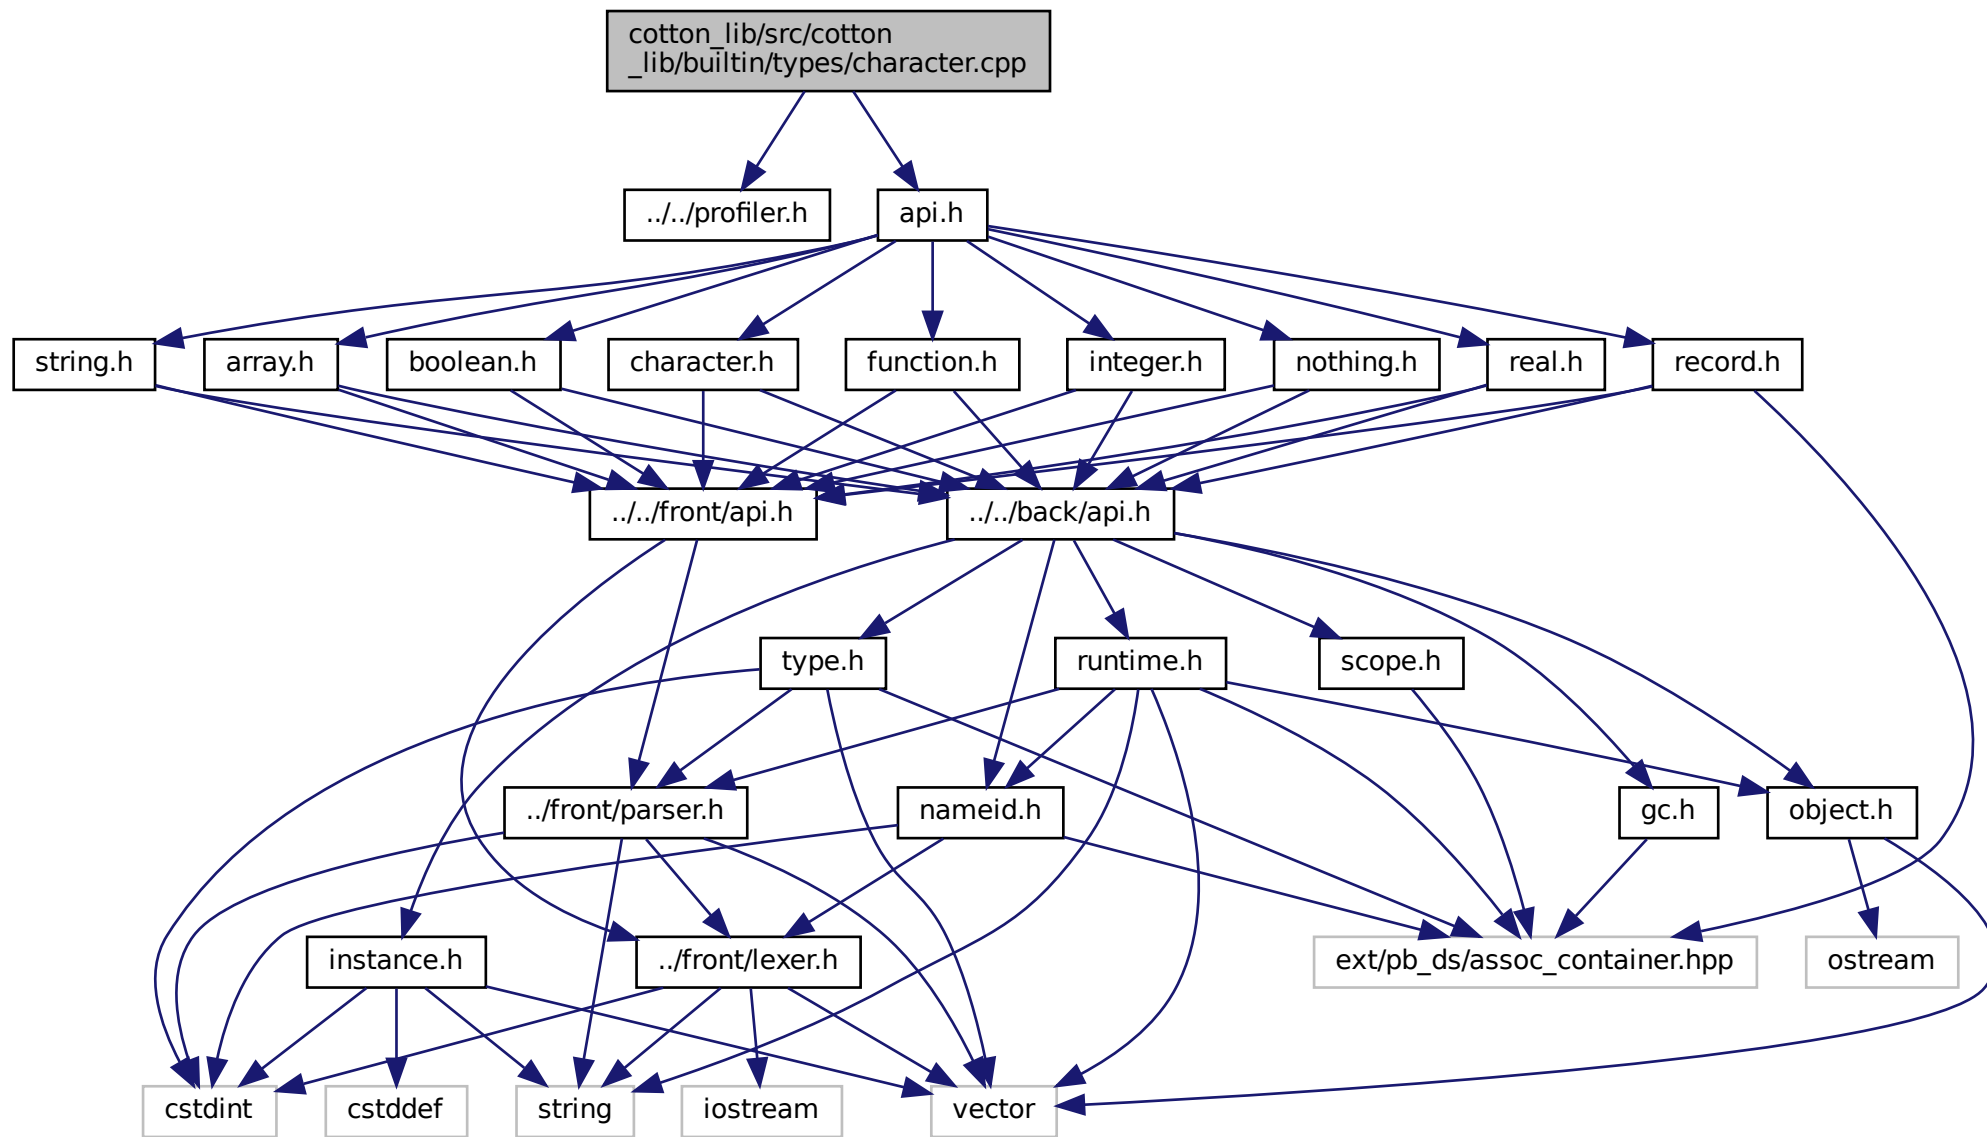 cotton_lib/src/cotton
_lib/builtin/types/character.cpp
../../profiler.h
api.h
string.h
array.h
boolean.h
character.h
function.h
integer.h
nothing.h
real.h
record.h
../../front/api.h
../../back/api.h
type.h
runtime.h
scope.h
../front/parser.h
nameid.h
gc.h
object.h
instance.h
../front/lexer.h
ext/pb_ds/assoc_container.hpp
ostream
cstdint
cstddef
string
iostream
vector